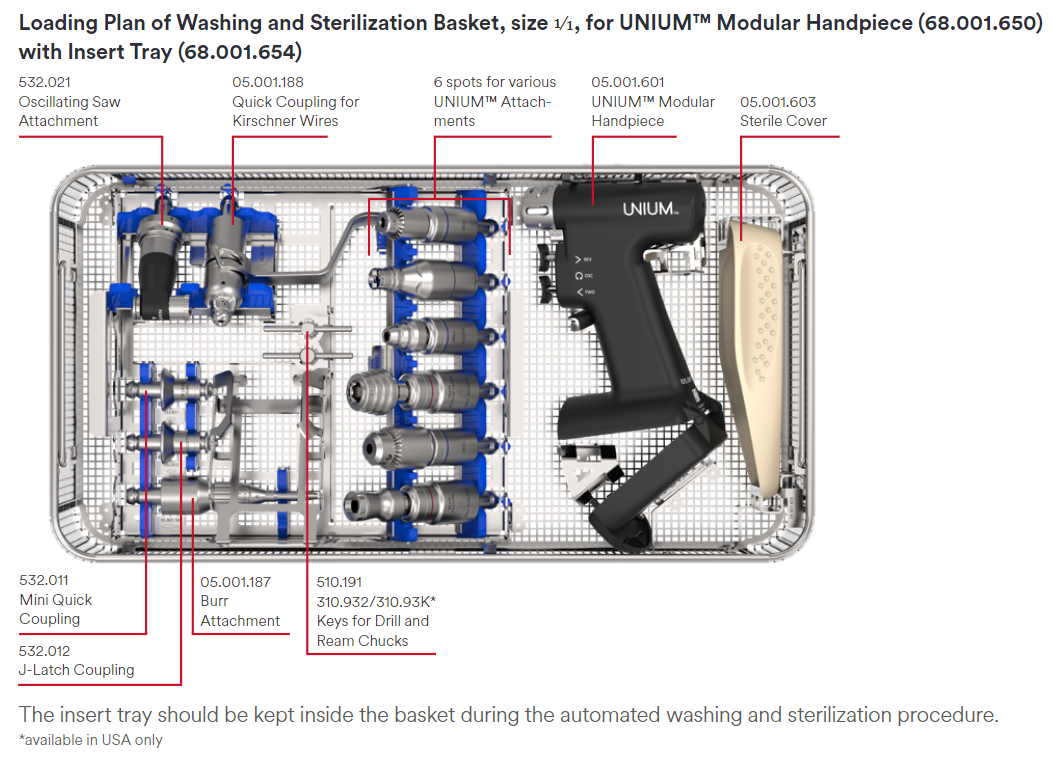 Loading Plan of Washing and Sterilization Basket, size 1/1, for UNIUM™ Modular Handpiece (68.001.650)
with Insert Tray (68.001.654)
532.021
Oscillating Saw
Attachment
05.001.188
Quick Coupling for
Kirschner Wires
6 spots for various
UNIUM™ Attach-
ments
05.001.601
UNIUM™ Modular
Handpiece
05.001.603
Sterile Cover
UNIUM™
REV
OSC
FWD
532.011
Mini Quick
Coupling
532.012
J-Latch Coupling
05.001.187
Burr
Attachment
510.191
310.932/310.93K*
Keys for Drill and
Ream Chucks
The insert tray should be kept inside the basket during the automated washing and sterilization procedure.
*available in USA only